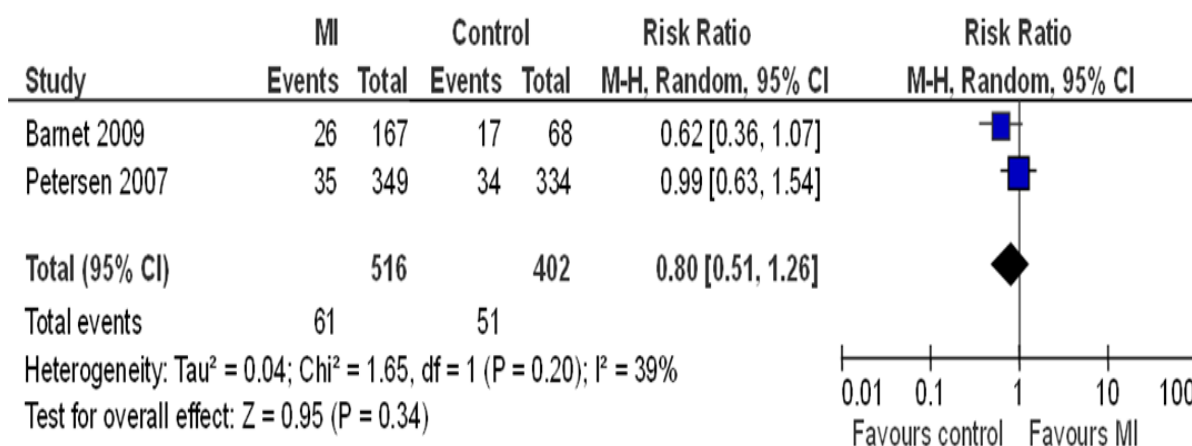 MI Control Risk Ratio Risk Ratio
Study Events Total Events Total M-H, Random, 95% CI M-H, Random, 95% CI
Barnet 2009 26 167 17 68 0.62 [0.36, 1.07]
Petersen 2007 35 349 34 334 0.99 [0.63, 1.54]
Total (95% CI) 516 402 0.80 [0.51, 1.26]
Total events 61 51
Heterogeneity: Tau² = 0.04; Chi² = 1.65, df = 1 (P = 0.20); I² = 39%
Test for overall effect: Z = 0.95 (P = 0.34)
0.01 0.1 1 10 100
Favours control Favours MI